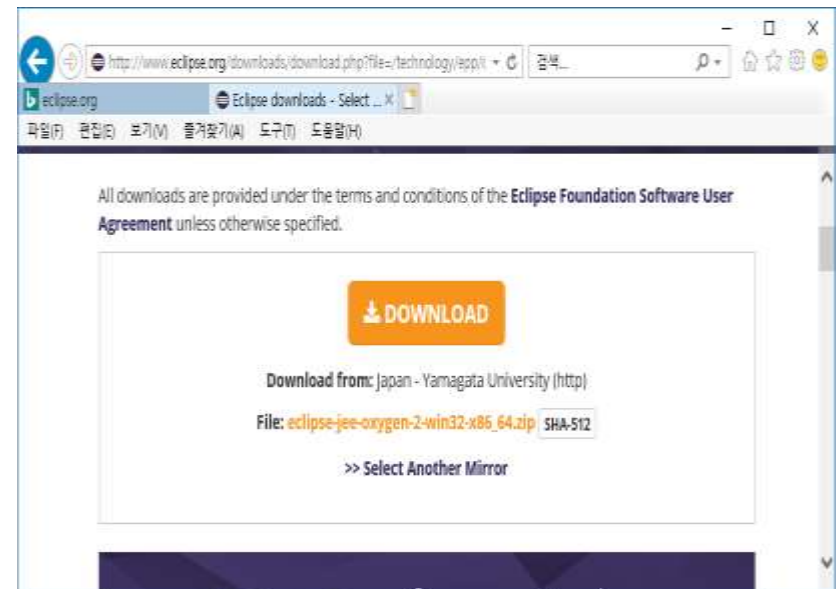 http://www.eclipse.org/downloads/download.php?file=/technology/epp/
검색...
eclipse.org
Eclipse downloads - Select ...
파일(F) 편집(E) 보기(V) 즐겨찾기(A) 도구(T) 도움말(H)
All downloads are provided under the terms and conditions of the Eclipse Foundation Software User
Agreement unless otherwise specified.
DOWNLOAD
Download from: Japan - Yamagata University (http)
File: eclipse-jee-oxygen-2-win32-x86_64.zip SHA-512
>> Select Another Mirror